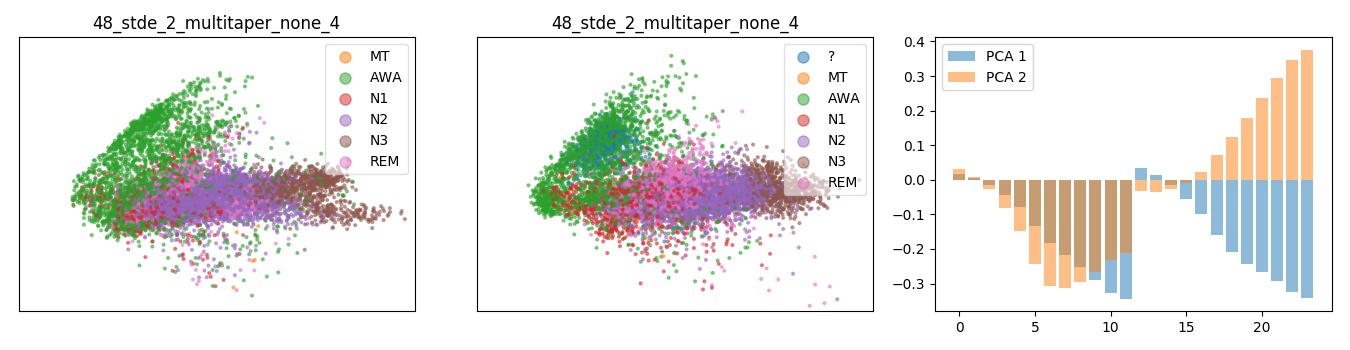 48_stde_2_multitaper_none_4
MT
AWA
N1
N2
N3
REM
48_stde_2_multitaper_none_4
?
MT
AWA
N1
N2
N3
REM
PCA 1
PCA 2
0.4
0.3
0.2
0.1
0.0
−0.1
−0.2
−0.3
0 5 10 15 20